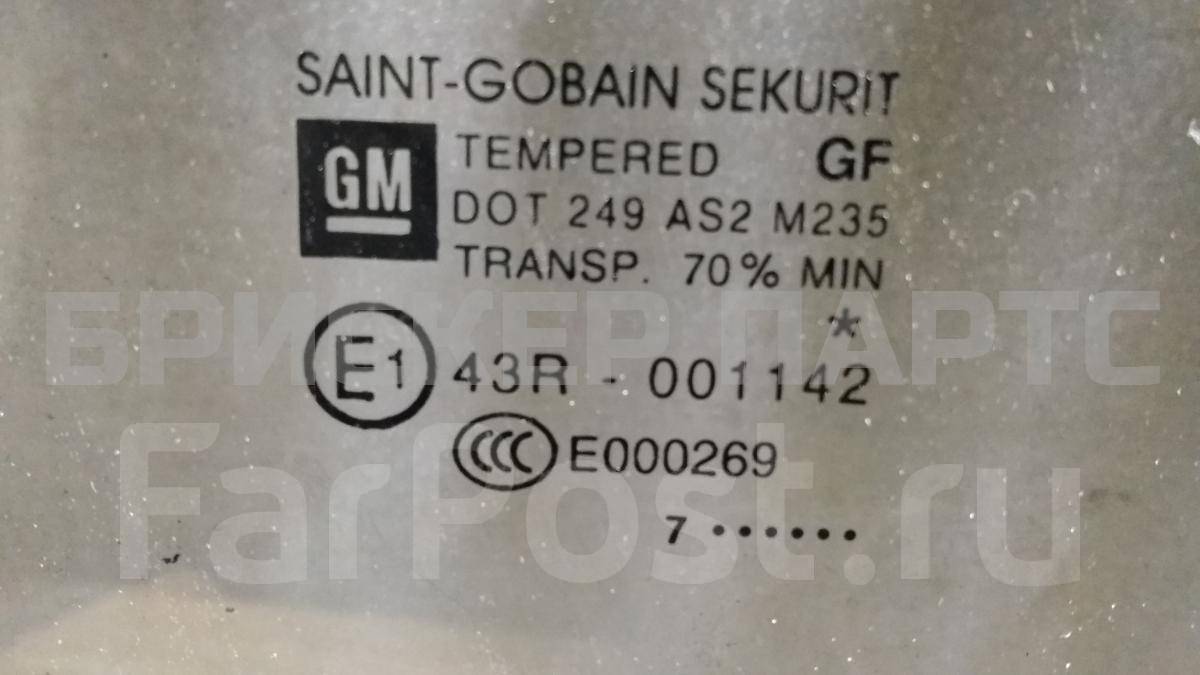 SAINT-GOBAIN SEKURIT
GM
TEMPERED GF
DOT 249 AS2 M235
TRANSP. 70% MIN
*
E1 43R - 001142
CCC E000269
7 ••••••
БРИСКЕР ПАРТС
FarPost.ru